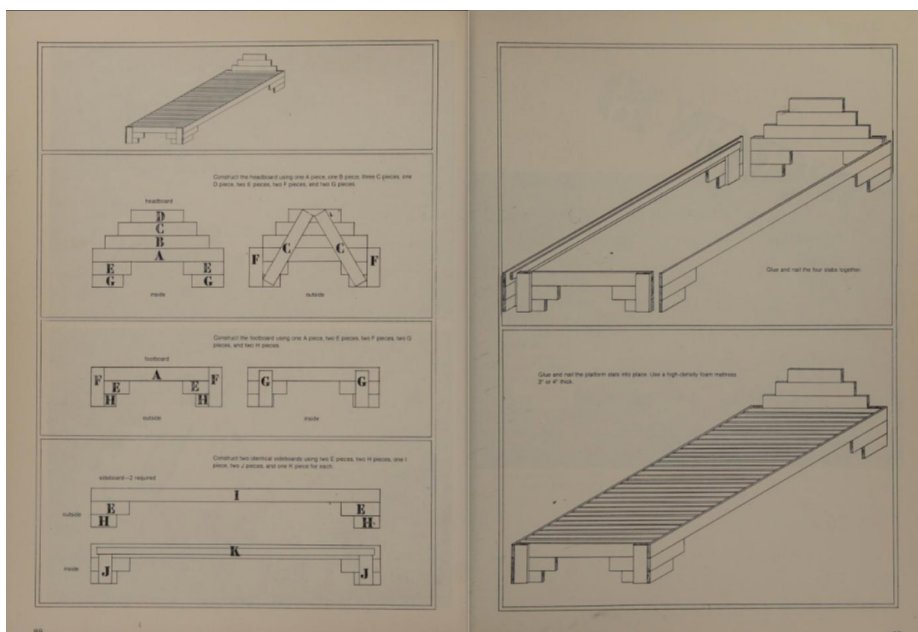 Construct the headboard using one A piece, one B piece, three C pieces, one
D piece, two E pieces, two F pieces, and two G pieces.
headboard
D
C
B
A
E E
G G
inside
F C C F
outside
Construct the footboard using one A piece, two E pieces, two F pieces, two G
pieces, and two H pieces.
footboard
F A F
E E
H H
outside
G G
inside
Construct two identical sideboards using two E pieces, two H pieces, one I
piece, two J pieces, and one K piece for each.
sideboard—2 required
I
outside
E E
H H
K
inside
J J
Glue and nail the four slabs together.
Glue and nail the platform slats into place. Use a high-density foam mattress
3" or 4" thick.